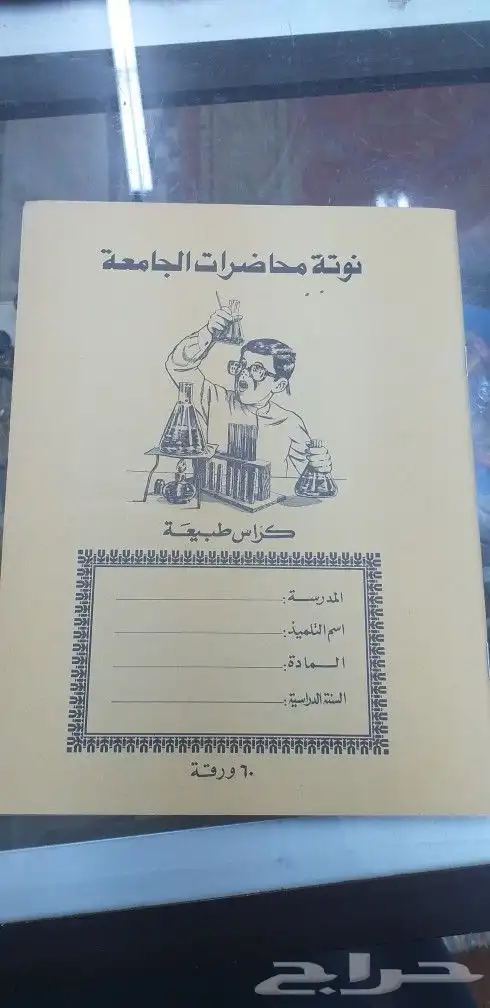 نوتة محاضرات الجامعة
كراس طبيعة
المدرسة:
اسم التلميذ:
المادة:
السنة الدراسية:
٦٠ ورقة
حراج